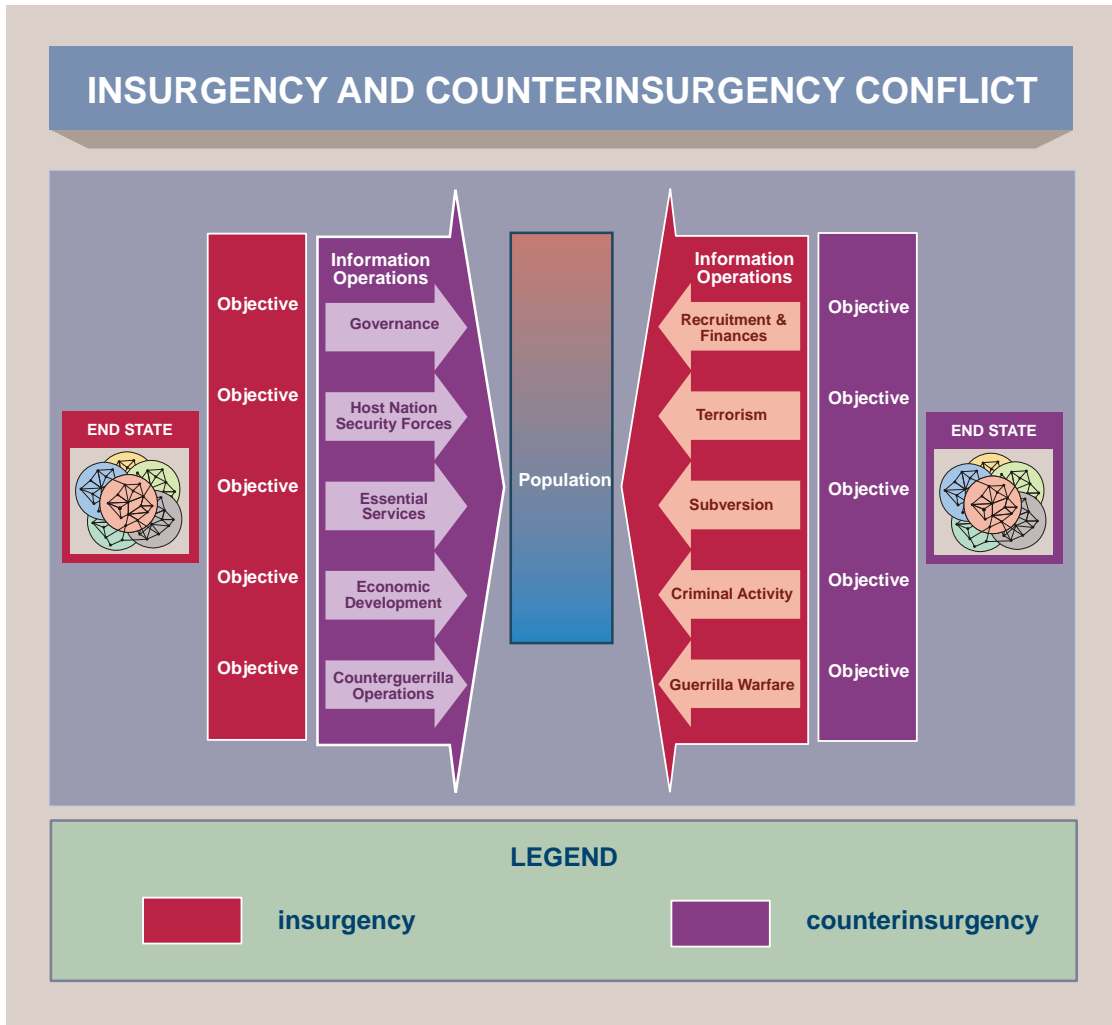 INSURGENCY AND COUNTERINSURGENCY CONFLICT
END STATE
Objective
Objective
Objective
Objective
Objective
Information
Operations
Governance
Host Nation
Security Forces
Essential
Services
Economic
Development
Counterguerrilla
Operations
Population
Information
Operations
Recruitment &
Finances
Terrorism
Subversion
Criminal Activity
Guerrilla Warfare
Objective
Objective
Objective
Objective
Objective
END STATE
LEGEND
insurgency
counterinsurgency